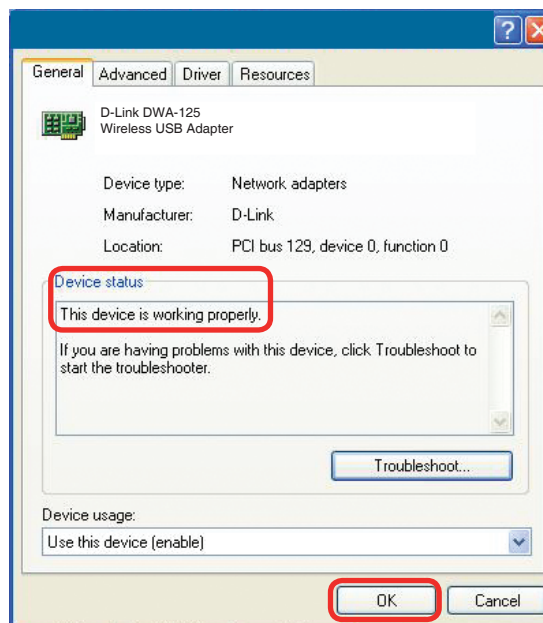 General Advanced Driver Resources
D-Link DWA-125
Wireless USB Adapter
Device type: Network adapters
Manufacturer: D-Link
Location: PCI bus 129, device 0, function 0
Device status
This device is working properly.
If you are having problems with this device, click Troubleshoot to
start the troubleshooter.
Troubleshoot...
Device usage:
Use this device (enable)
OK Cancel